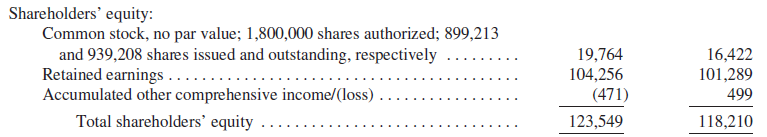 Shareholders’ equity:
Common stock, no par value; 1,800,000 shares authorized; 899,213
and 939,208 shares issued and outstanding, respectively . . . . . . . . . 19,764 16,422
Retained earnings . . . . . . . . . . . . . . . . . . . . . . . . . . . . . . . . . . . . . . . . . . . . 104,256 101,289
Accumulated other comprehensive income/(loss) . . . . . . . . . . . . . . . . . (471) 499
Total shareholders’ equity . . . . . . . . . . . . . . . . . . . . . . . . . . . . . . . . 123,549 118,210